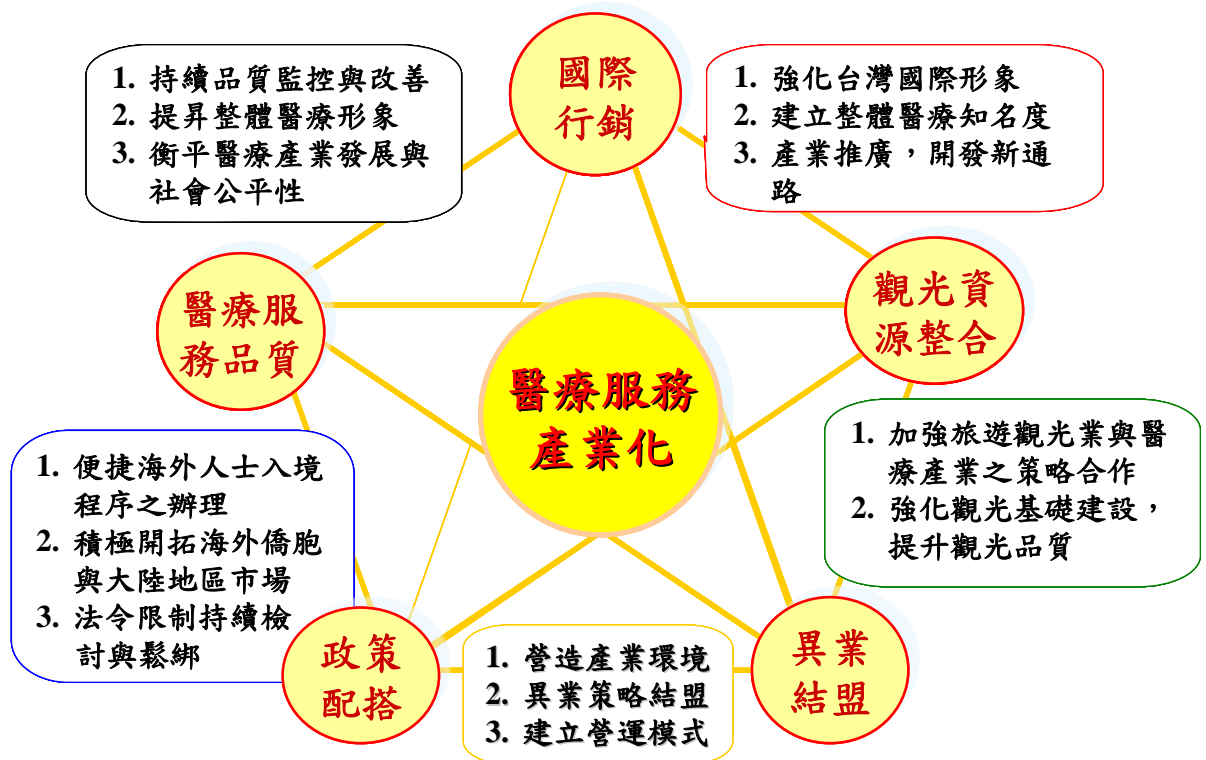 國際
行銷
1. 持續品質監控與改善
2. 提昇整體醫療形象
3. 衡平醫療產業發展與
社會公平性
1. 強化台灣國際形象
2. 建立整體醫療知名度
3. 產業推廣，開發新通
路
醫療服
務品質
觀光資
源整合
醫療服務
產業化
1. 便捷海外人士入境
程序之辦理
2. 積極開拓海外僑胞
與大陸地區市場
3. 法令限制持續檢
討與鬆綁
1. 加強旅遊觀光業與醫
療產業之策略合作
2. 強化觀光基礎建設，
提升觀光品質
政策
配搭
1. 營造產業環境
2. 異業策略結盟
3. 建立營運模式
異業
結盟